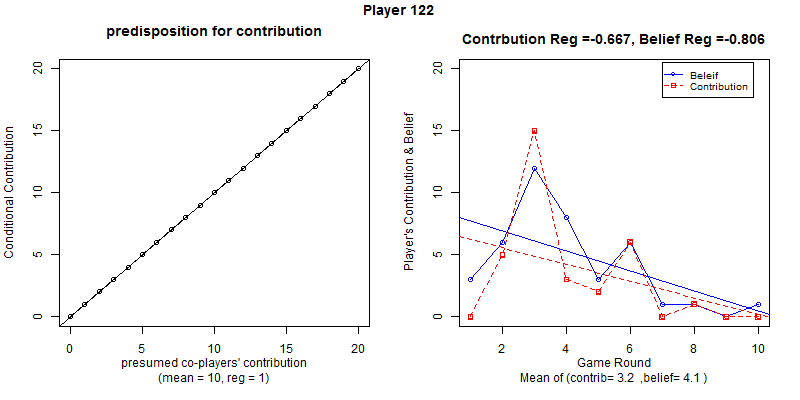 Player 122
predisposition for contribution
Conditional Contribution
20
15
10
5
0
0 5 10 15 20
presumed co-players' contribution
(mean = 10, reg = 1)
Contrbution Reg =-0.667, Belief Reg =-0.806
Player's Contribution & Belief
20
15
10
5
0
Beleif
Contribution
2 4 6 8 10
Game Round
Mean of (contrib= 3.2 ,belief= 4.1 )